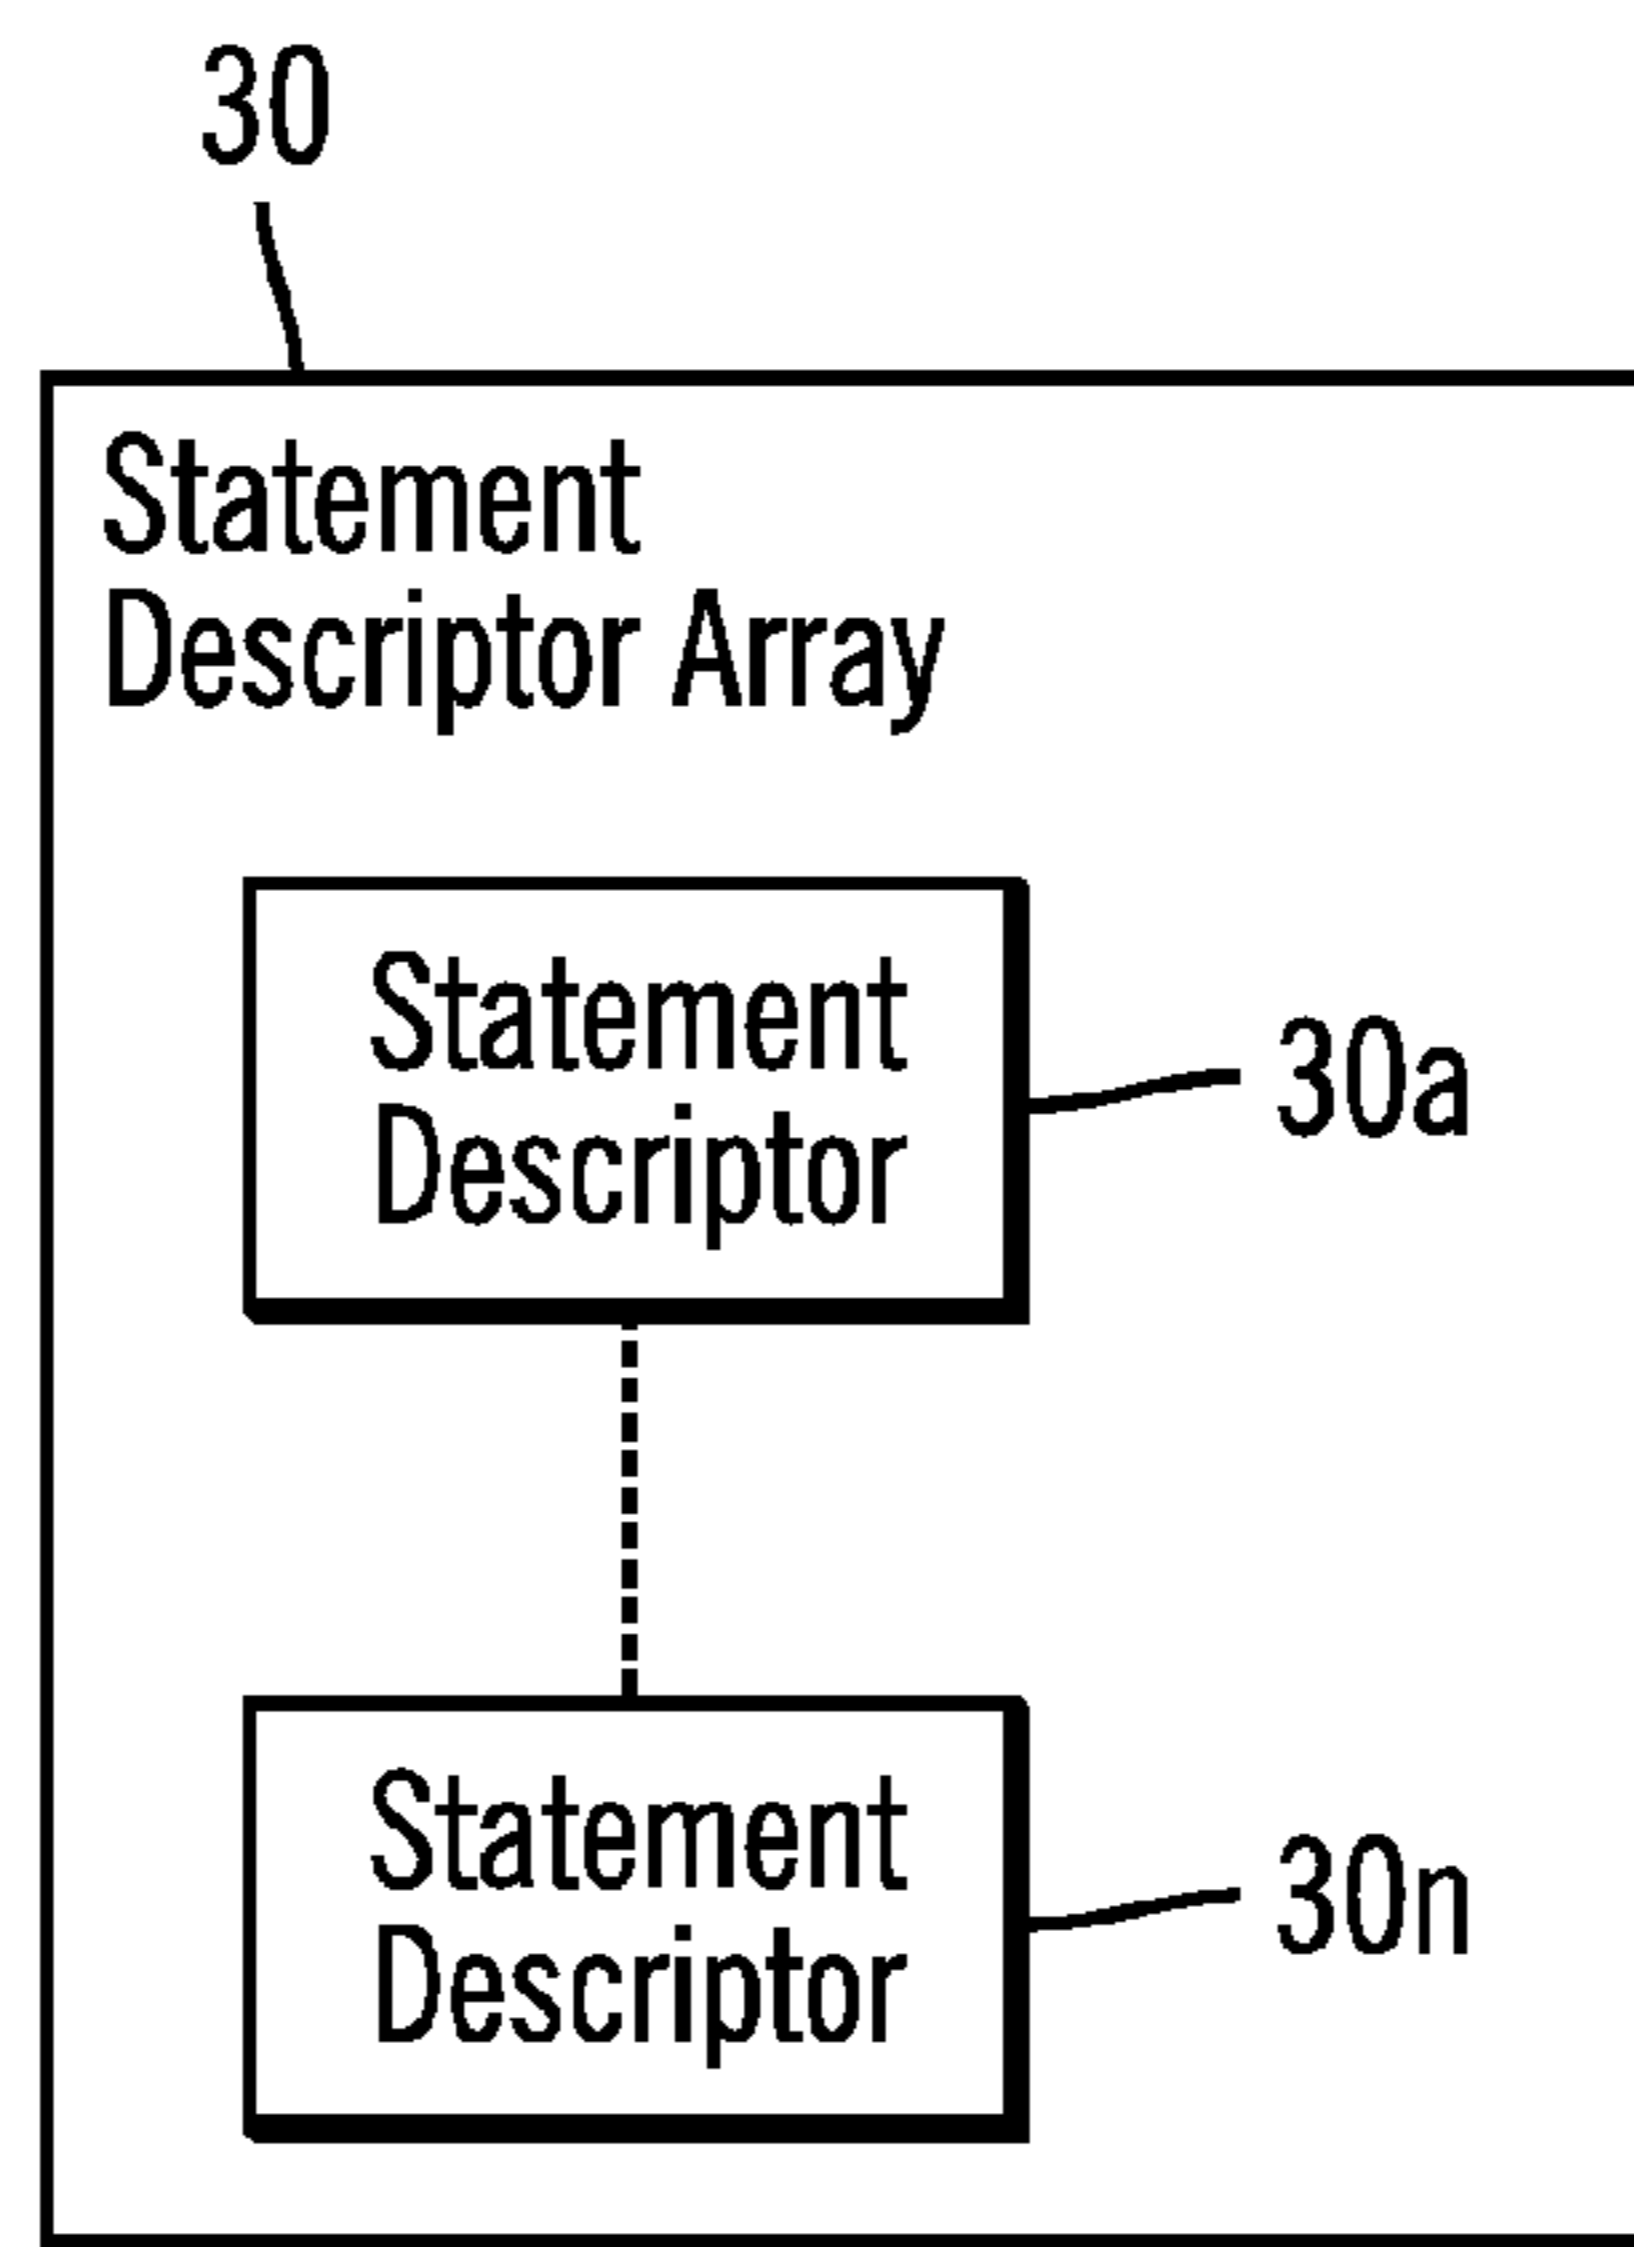 30
Statement
Descriptor Array
Statement
Descriptor
30a
Statement
Descriptor
30n